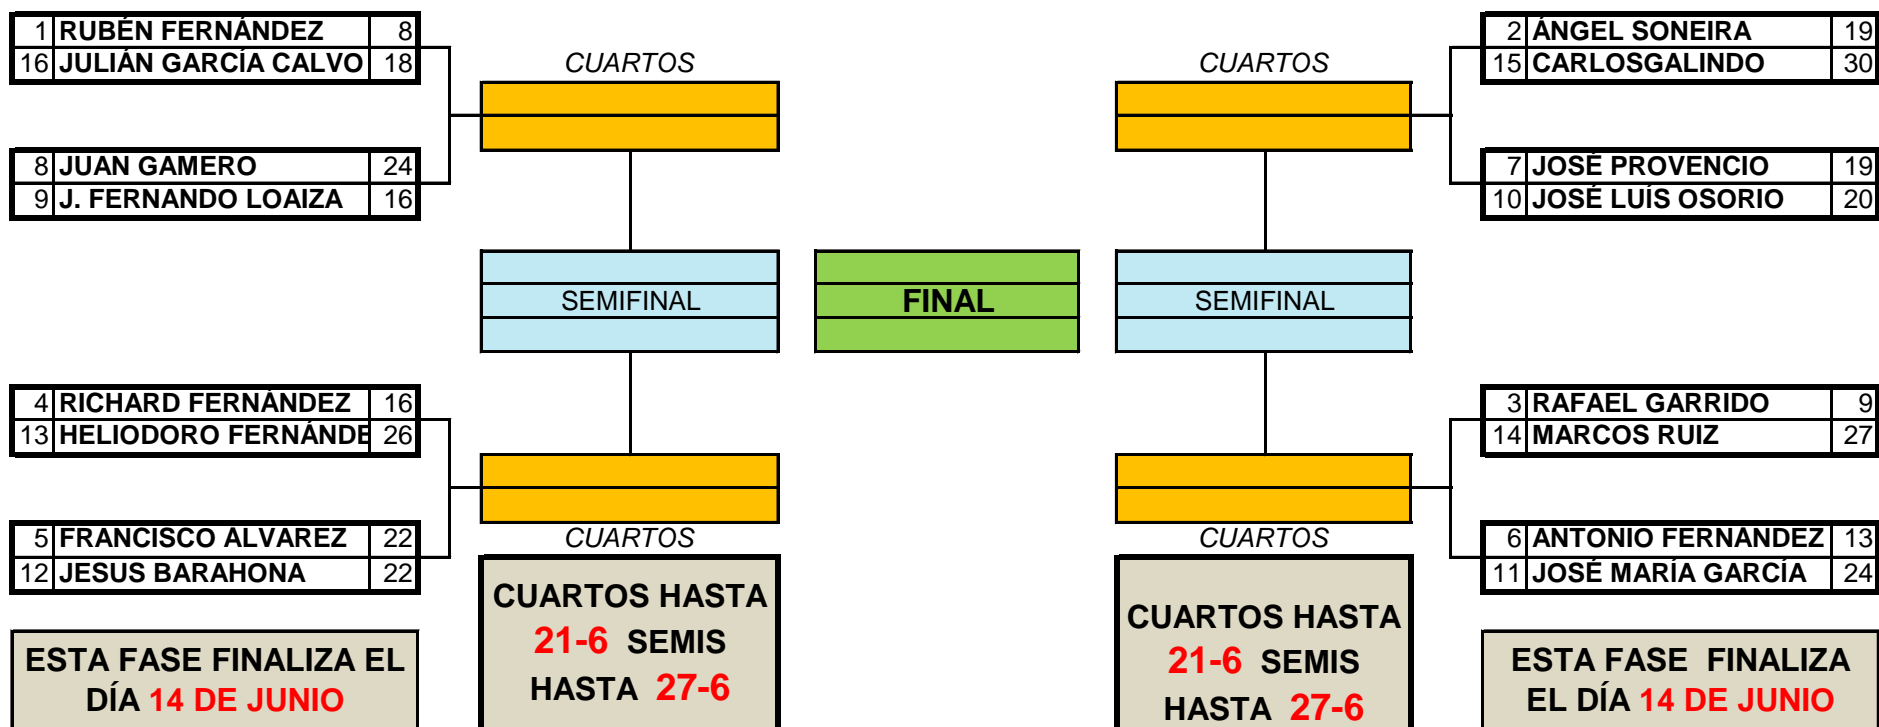 1 RUBÉN FERNÁNDEZ 8
16 JULIÁN GARCÍA CALVO 18
CUARTOS
8 JUAN GAMERO 24
9 J. FERNANDO LOAIZA 16
SEMIFINAL
4 RICHARD FERNÁNDEZ 16
13 HELIODORO FERNÁNDE 26
5 FRANCISCO ALVAREZ 22
12 JESUS BARAHONA 22
CUARTOS
CUARTOS HASTA
21-6 SEMIS
HASTA 27-6
ESTA FASE FINALIZA EL
DÍA 14 DE JUNIO
FINAL
CUARTOS
2 ÁNGEL SONEIRA 19
15 CARLOSGALINDO 30
7 JOSÉ PROVENCIO 19
10 JOSÉ LUÍS OSORIO 20
SEMIFINAL
3 RAFAEL GARRIDO 9
14 MARCOS RUIZ 27
6 ANTONIO FERNANDEZ 13
11 JOSÉ MARÍA GARCÍA 24
CUARTOS
CUARTOS HASTA
21-6 SEMIS
HASTA 27-6
ESTA FASE FINALIZA
EL DÍA 14 DE JUNIO